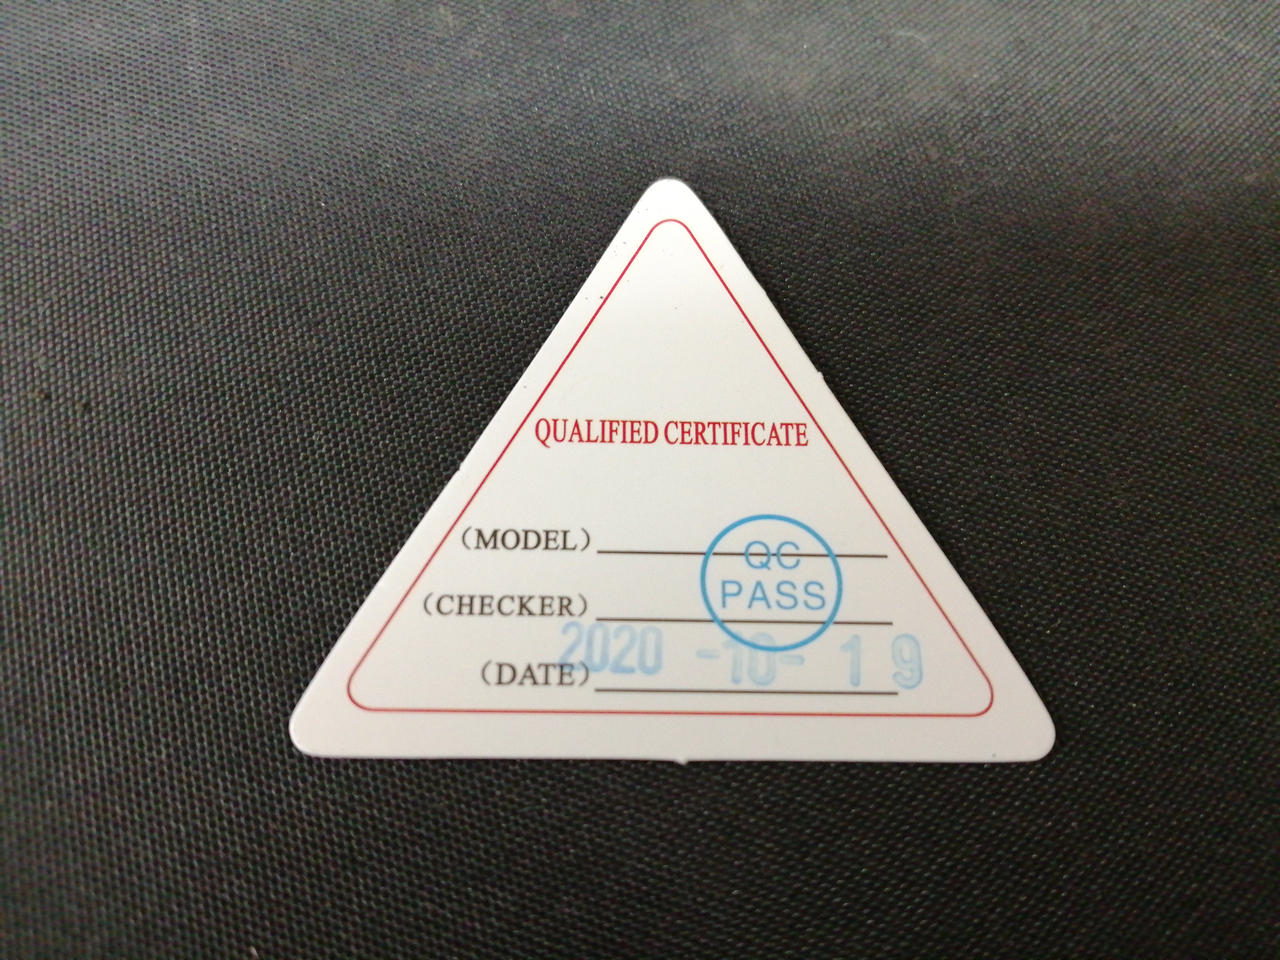 QUALIFIED CERTIFICATE
(MODEL)
QC
PASS
(CHECKER)
2020 -10- 19
(DATE)